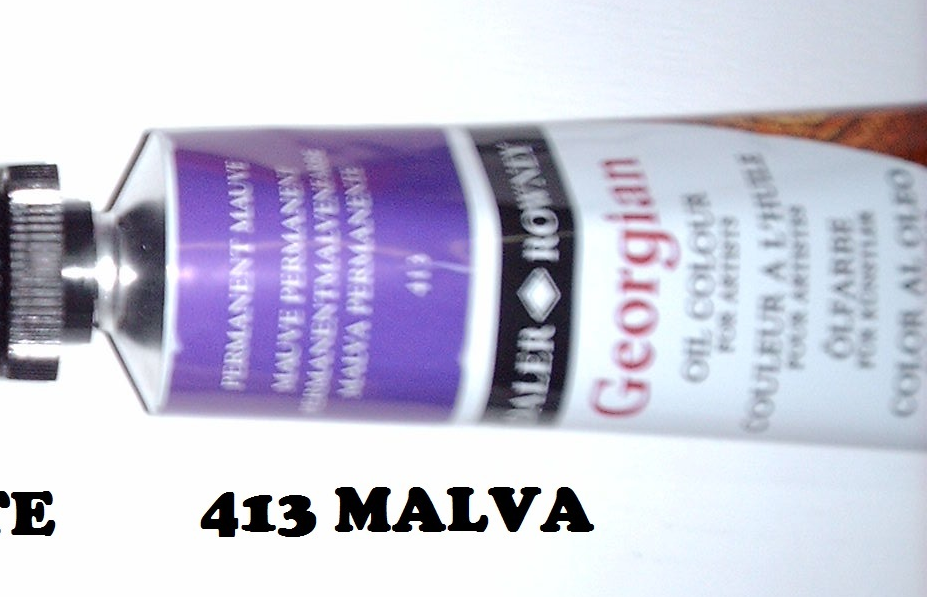 PERMANENT MAUVE
MAUVE PERMANENT
PERMANENTMALVENFARBE
MALVA PERMANENTE
413
DALER ROWNEY
Georgian
OIL COLOUR
FOR ARTISTS
COULEUR A L'HUILE
POUR ARTISTES
ÖLFARBE
FÜR KÜNSTLER
COLOR AL OLEO
TE
413 MALVA